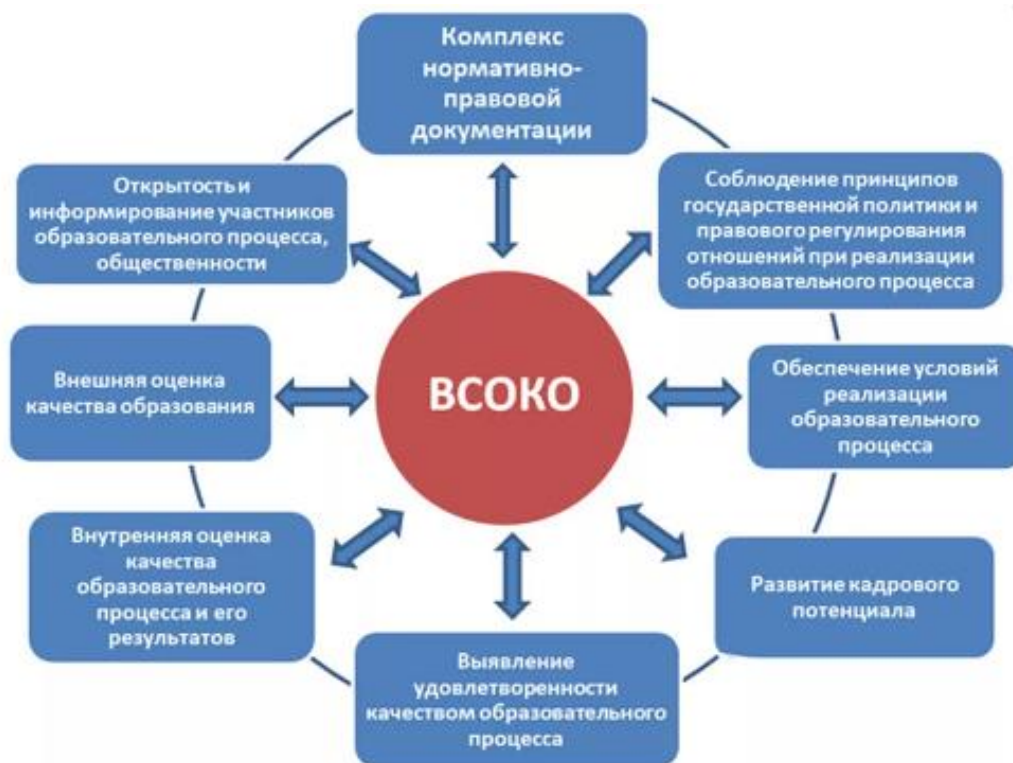 Комплекс
нормативно-
правовой
документации
Открытость и
информирование участников
образовательного процесса,
общественности
Соблюдение принципов
государственной политики и
правового регулирования
отношений при реализации
образовательного процесса
Внешняя оценка
качества образования
ВСОКО
Обеспечение условий
реализации
образовательного
процесса
Внутренняя оценка
качества
образовательного
процесса и его
результатов
Развитие кадрового
потенциала
Выявление
удовлетворенности
качеством образовательного
процесса